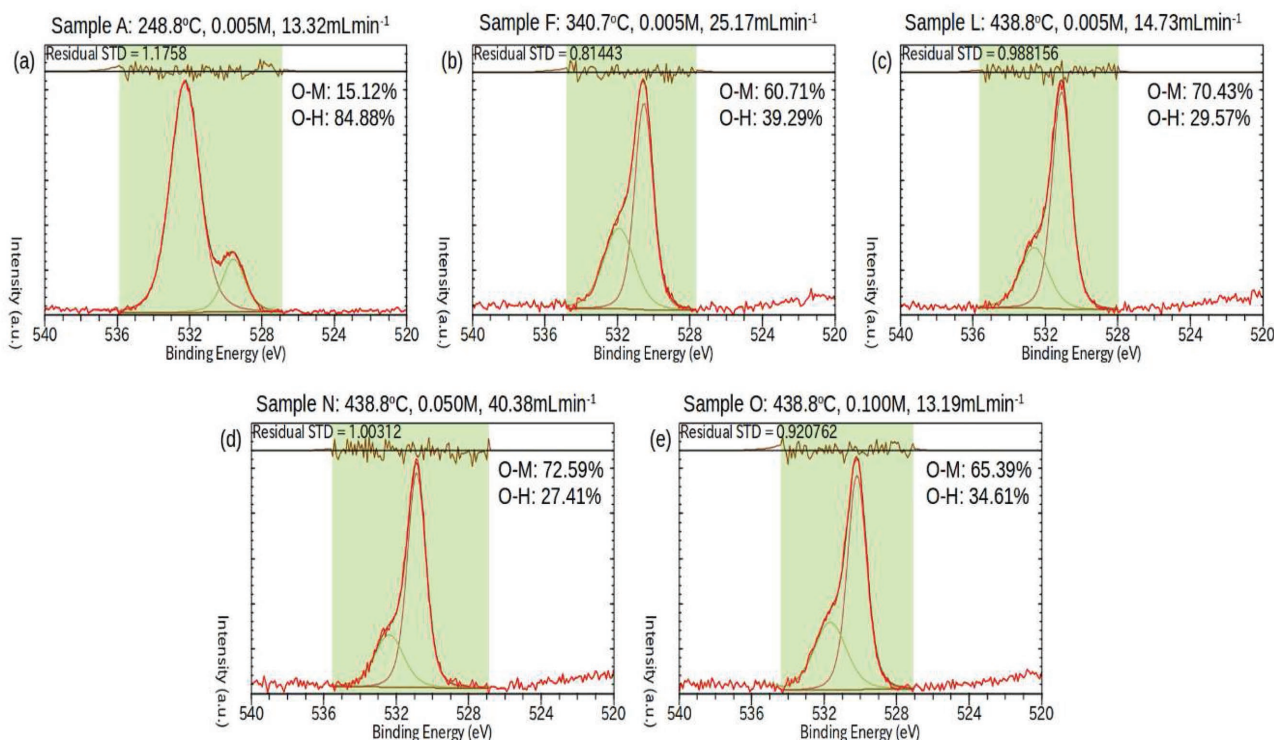 Sample A: 248.8ºC, 0.005M, 13.32mLmin⁻¹
(a)
Residual STD = 1.1758
O-M: 15.12%
O-H: 84.88%
Intensity (a.u.)
540 536 532 528 524 520
Binding Energy (eV)
Sample F: 340.7ºC, 0.005M, 25.17mLmin⁻¹
(b)
Residual STD = 0.81443
O-M: 60.71%
O-H: 39.29%
Intensity (a.u.)
540 536 532 528 524 520
Binding Energy (eV)
Sample L: 438.8ºC, 0.005M, 14.73mLmin⁻¹
(c)
Residual STD = 0.988156
O-M: 70.43%
O-H: 29.57%
Intensity (a.u.)
540 536 532 528 524 520
Binding Energy (eV)
Sample N: 438.8ºC, 0.050M, 40.38mLmin⁻¹
(d)
Residual STD = 1.00312
O-M: 72.59%
O-H: 27.41%
Intensity (a.u.)
540 536 532 528 524 520
Binding Energy (eV)
Sample O: 438.8ºC, 0.100M, 13.19mLmin⁻¹
(e)
Residual STD = 0.920762
O-M: 65.39%
O-H: 34.61%
Intensity (a.u.)
540 536 532 528 524 520
Binding Energy (eV)